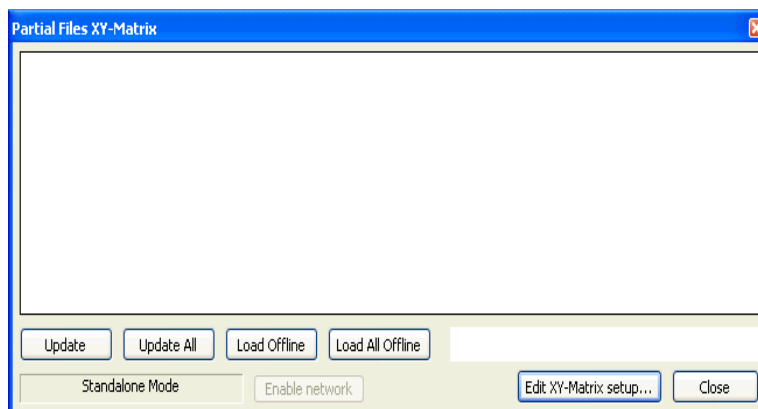 Partial Files XY-Matrix
Update Update All Load Offline Load All Offline
Standalone Mode Enable network Edit XY-Matrix setup... Close